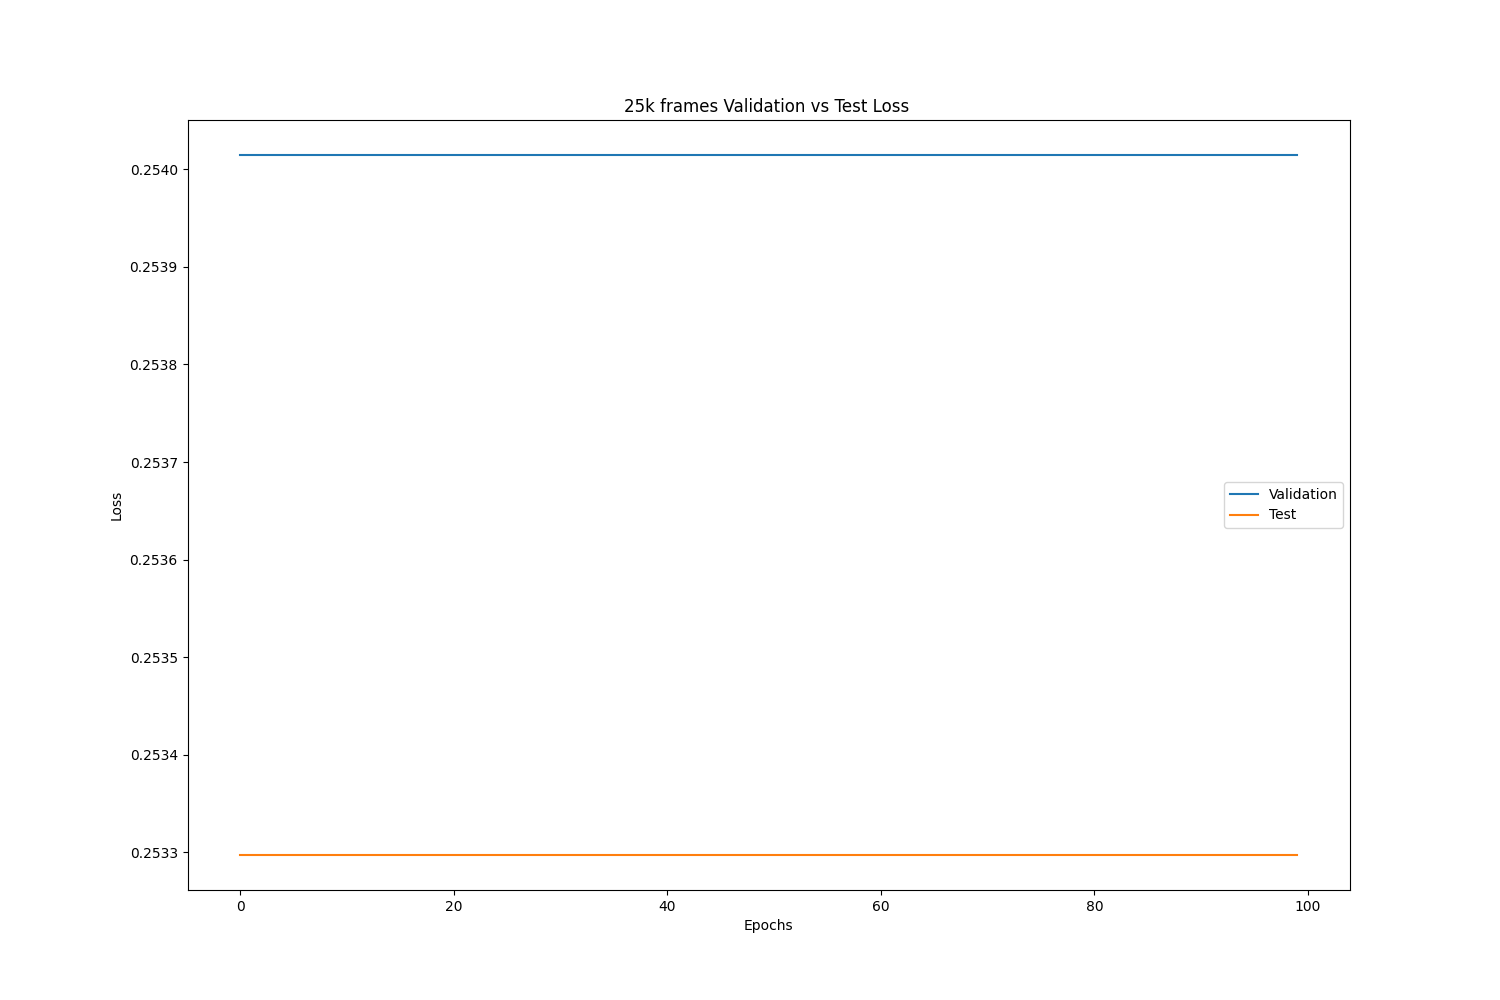 25k frames Validation vs Test Loss
0.2540
0.2539
0.2538
0.2537
0.2536
0.2535
0.2534
0.2533
Loss
Validation
Test
0 20 40 60 80 100
Epochs